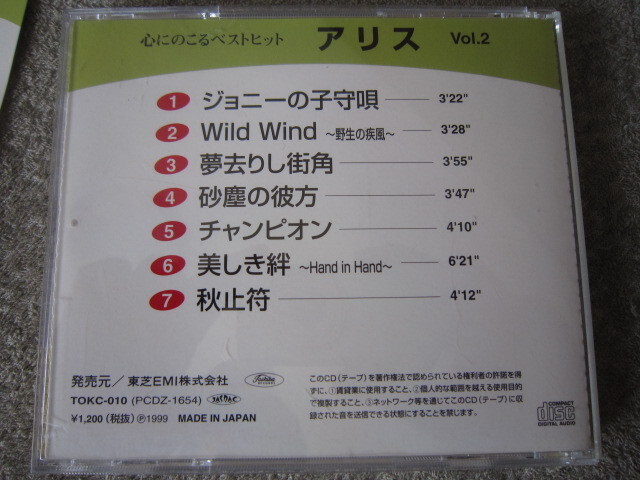 心にのこるベストヒット アリス Vol.2
1 ジョニーの子守唄 3'22"
2 Wild Wind ～野生の疾風～ 3'28"
3 夢去りし街角 3'55"
4 砂塵の彼方 3'47"
5 チャンピオン 4'10"
6 美しき絆 ～Hand in Hand～ 6'21"
7 秋止符 4'12"
発売元／東芝EMI株式会社
TOKC-010 (PCDZ-1654)
¥1,200 (税抜) Ⓟ1999 MADE IN JAPAN
このCD(テープ)を著作権法で認められている権利者の許諾を得
ずに、①賃貸業に使用すること、②個人的な範囲を越える使用目的
で複製すること、③ネットワーク等を通じてこのCD(テープ)に収
録された音を送信できる状態にすることを禁じます。
COMPACT
disc
DIGITAL AUDIO